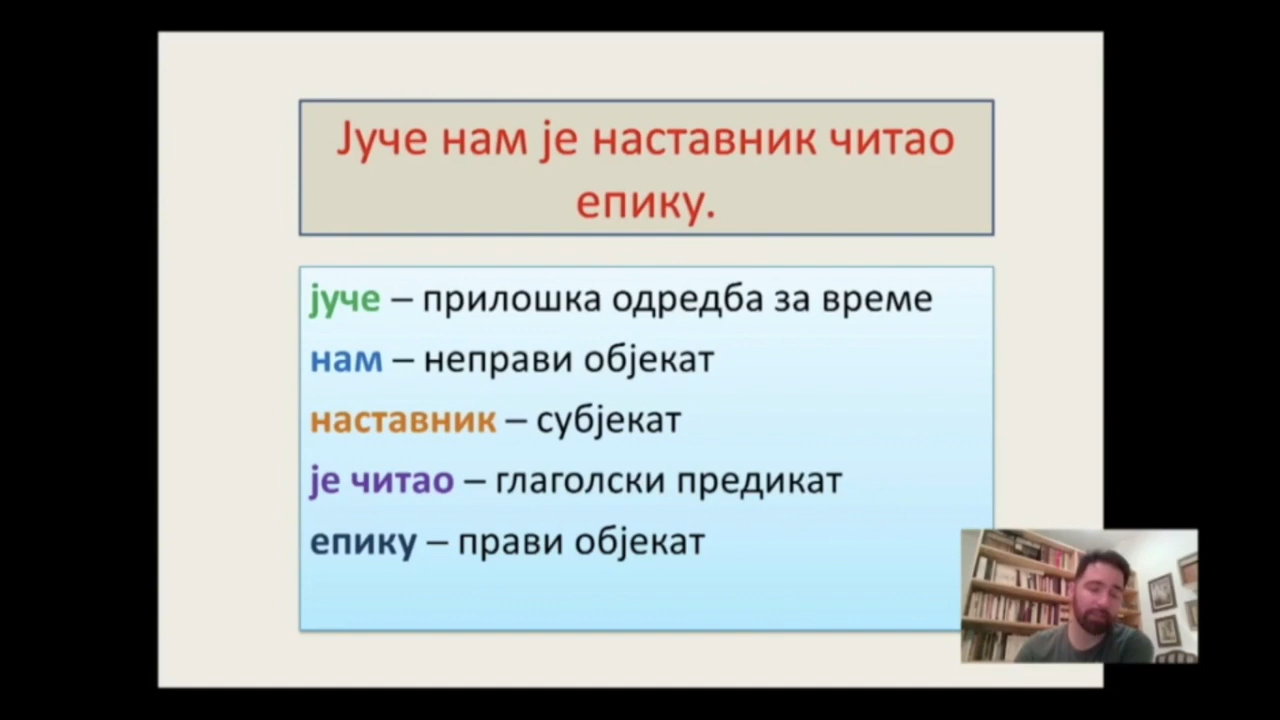 Јуче нам је наставник читао
епику.
јуче – прилошка одредба за време
нам – неправи објекат
наставник – субјекат
је читао – глаголски предикат
епику – прави објекат